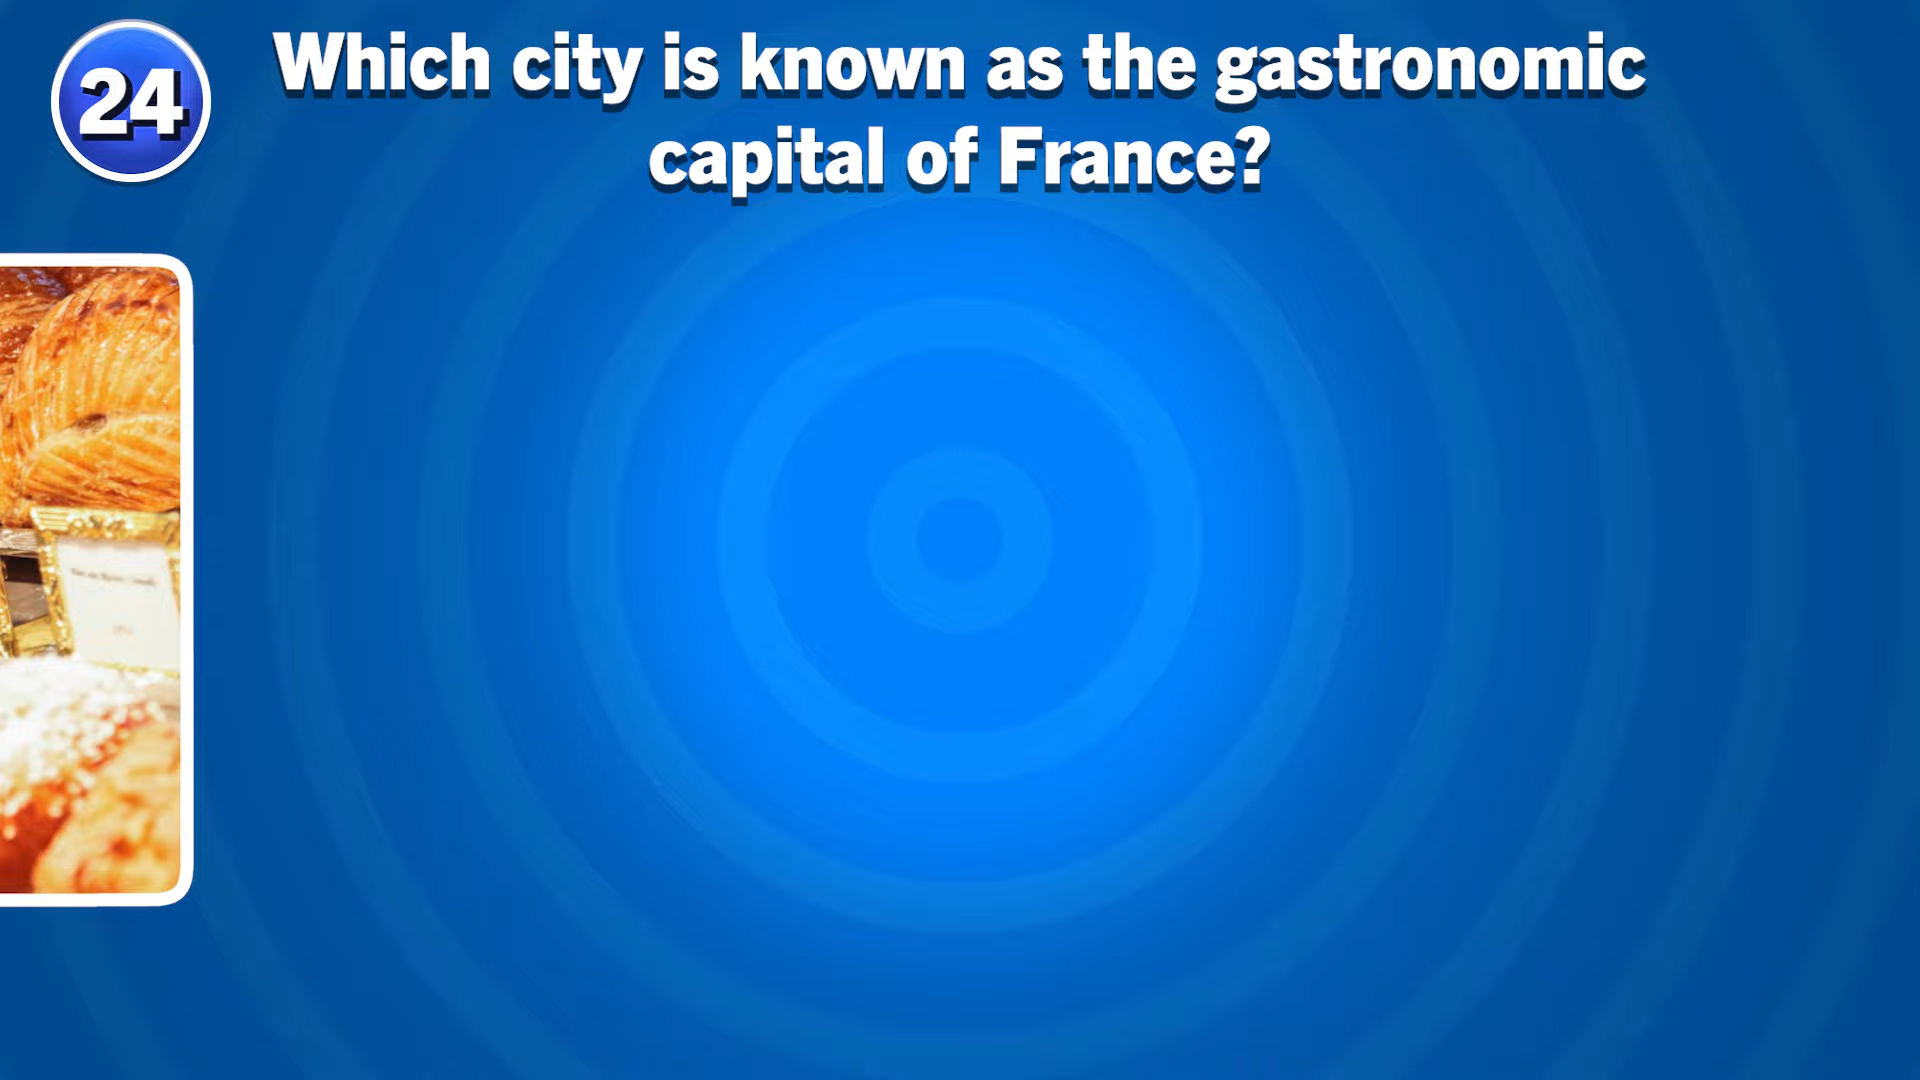 24
Which city is known as the gastronomic
capital of France?